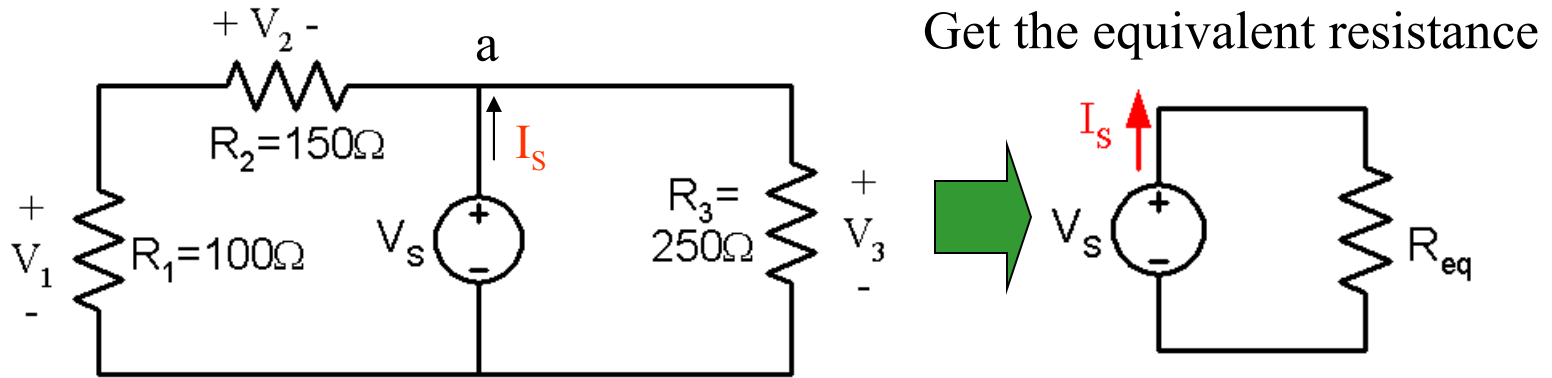 + V₂ -
a
Get the equivalent resistance
R₂=150Ω
Iₛ
+
V₁
-
R₁=100Ω
Vₛ
+
-
R₃=
250Ω
+
V₃
-
Iₛ
Vₛ
+
-
Req